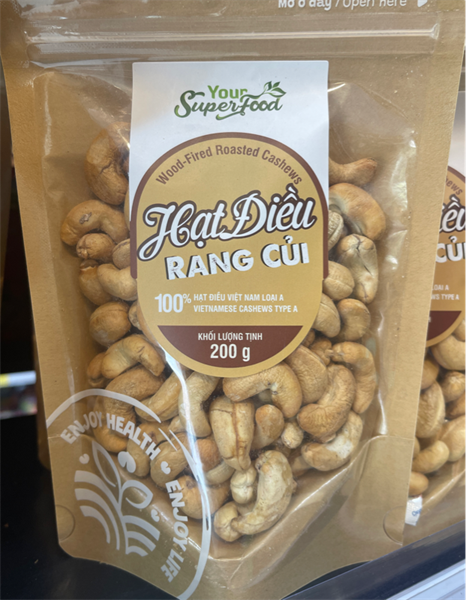 Mở ở đây / Open here
Your
SuperFood
Wood-Fired Roasted Cashews
Hạt Điều
RANG CỦI
100% HẠT ĐIỀU VIỆT NAM LOẠI A
VIETNAMESE CASHEWS TYPE A
KHỐI LƯỢNG TỊNH
200 g
ENJOY HEALTH • ENJOY LIFE
CỦI